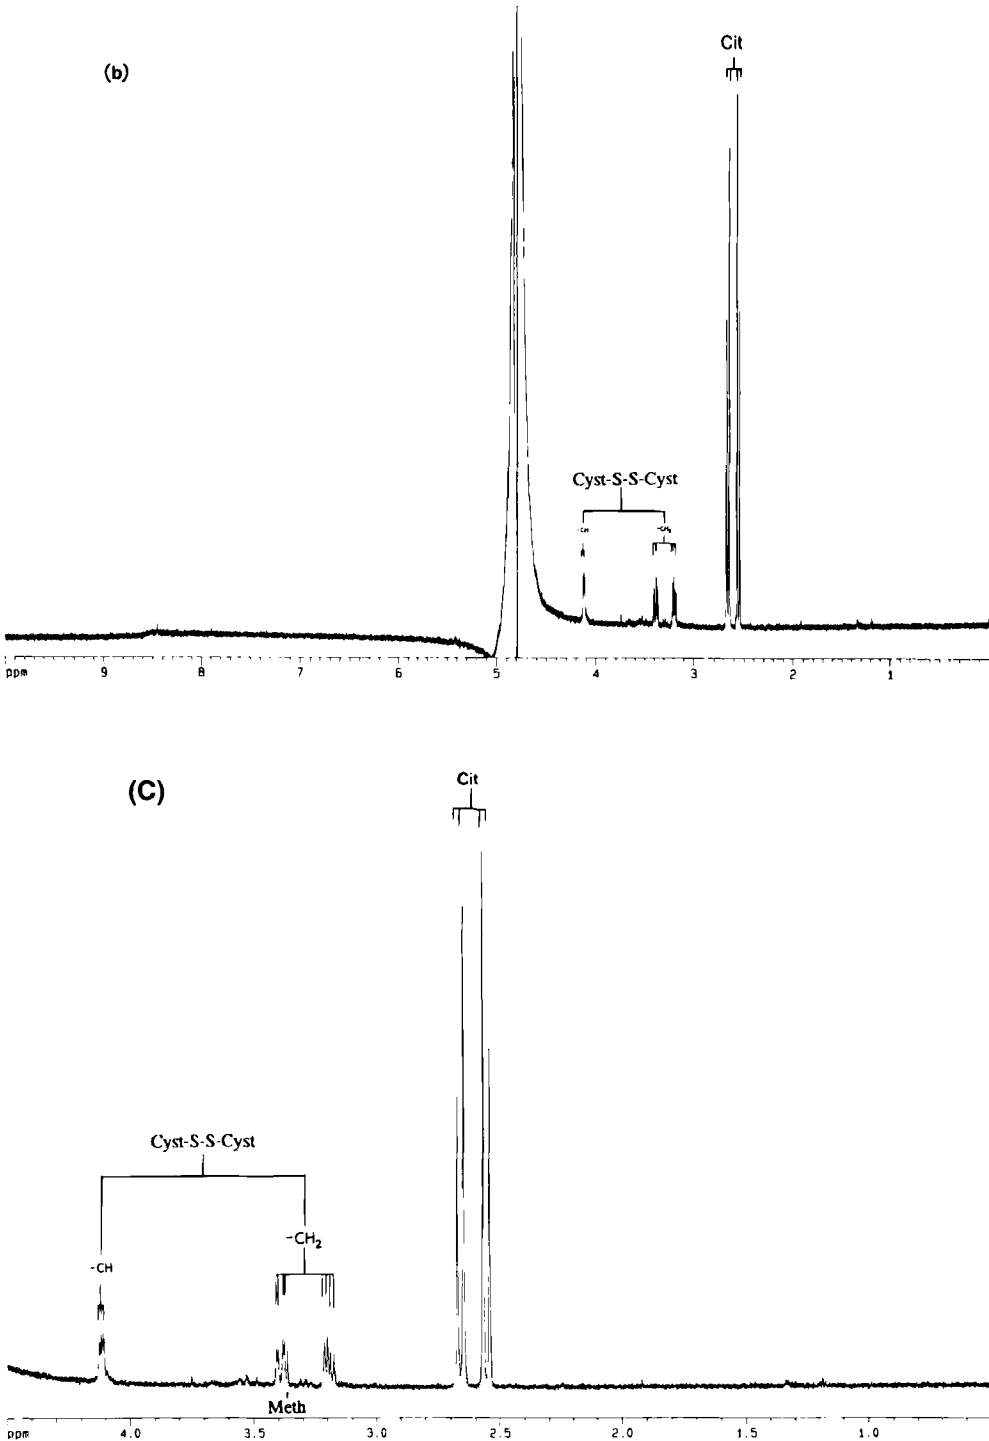 (b)
Cit
Cyst-S-S-Cyst
-CH
-CH₂
ppm 9 8 7 6 5 4 3 2 1
(C)
Cit
Cyst-S-S-Cyst
-CH₂
-CH
Meth
ppm 4.0 3.5 3.0 2.5 2.0 1.5 1.0